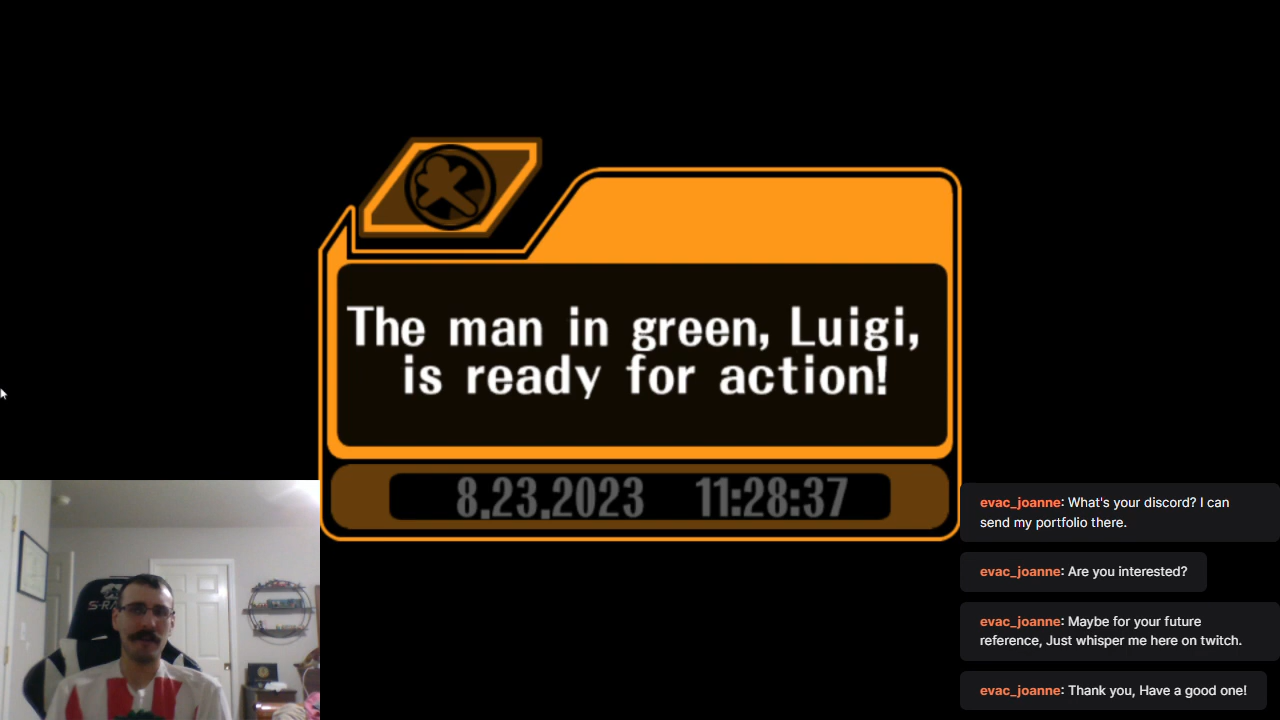 The man in green, Luigi,
is ready for action!
8.23.2023 11:28:37
evac_joanne: What's your discord? I can
send my portfolio there.
evac_joanne: Are you interested?
evac_joanne: Maybe for your future
reference, Just whisper me here on twitch.
evac_joanne: Thank you, Have a good one!